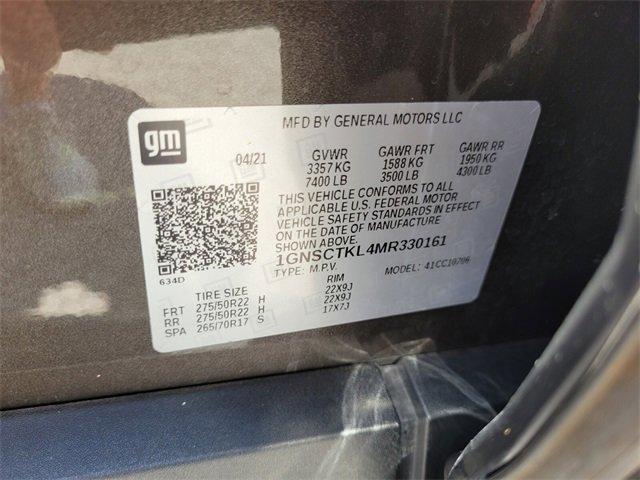 gm
MFD BY GENERAL MOTORS LLC
04/21 GVWR GAWR FRT GAWR RR
3357 KG 1588 KG 1950 KG
7400 LB 3500 LB 4300 LB
THIS VEHICLE CONFORMS TO ALL
APPLICABLE U.S. FEDERAL MOTOR
VEHICLE SAFETY STANDARDS IN EFFECT
ON THE DATE OF MANUFACTURE
SHOWN ABOVE.
1GNSCTKL4MR330161
TYPE: M.P.V. MODEL: 41CC10706
634D
TIRE SIZE RIM
FRT 275/50R22 H 22X9J
RR 275/50R22 H 22X9J
SPA 265/70R17 S 17X7J